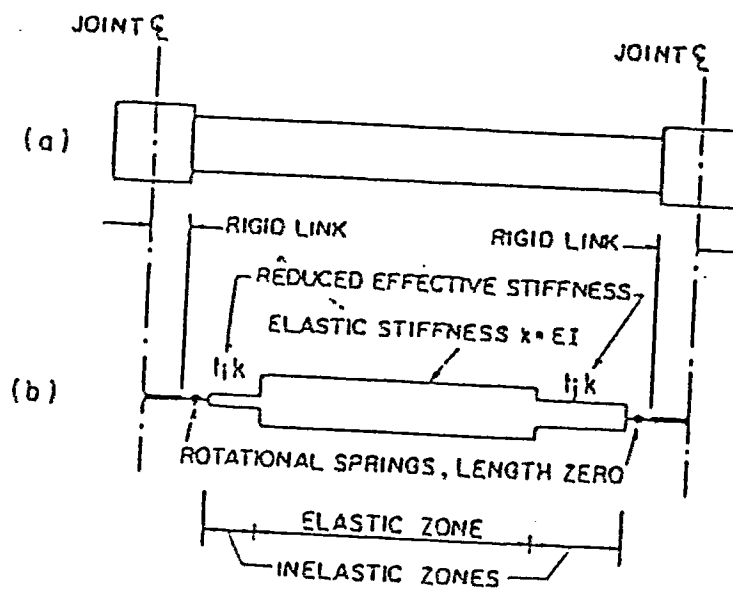 JOINT ℄
JOINT ℄
(a)
RIGID LINK
RIGID LINK
REDUCED EFFECTIVE STIFFNESS
ELASTIC STIFFNESS k = EI
(b)
ROTATIONAL SPRINGS, LENGTH ZERO
ELASTIC ZONE
INELASTIC ZONES